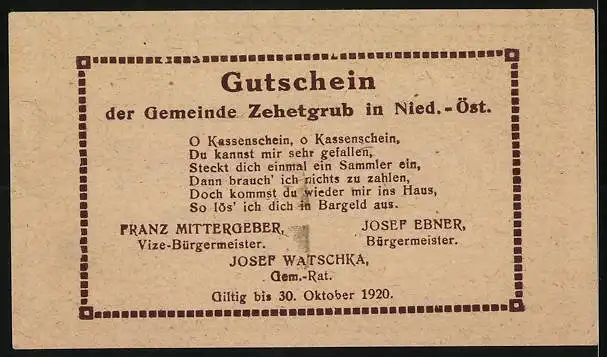 Gutschein
der Gemeinde Zehetgrub in Nied.-Öst.
O Kassenschein, o Kassenschein,
Du kannst mir sehr gefallen,
Steckt dich einmal ein Sammler ein,
Dann brauch' ich nichts zu zahlen,
Doch kommst du wieder mir ins Haus,
So lös' ich dich in Bargeld aus.
FRANZ MITTERGEBER, JOSEF EBNER,
Vize-Bürgermeister. Bürgermeister.
JOSEF WATSCHKA,
Gem.-Rat.
Giltig bis 30. Oktober 1920.